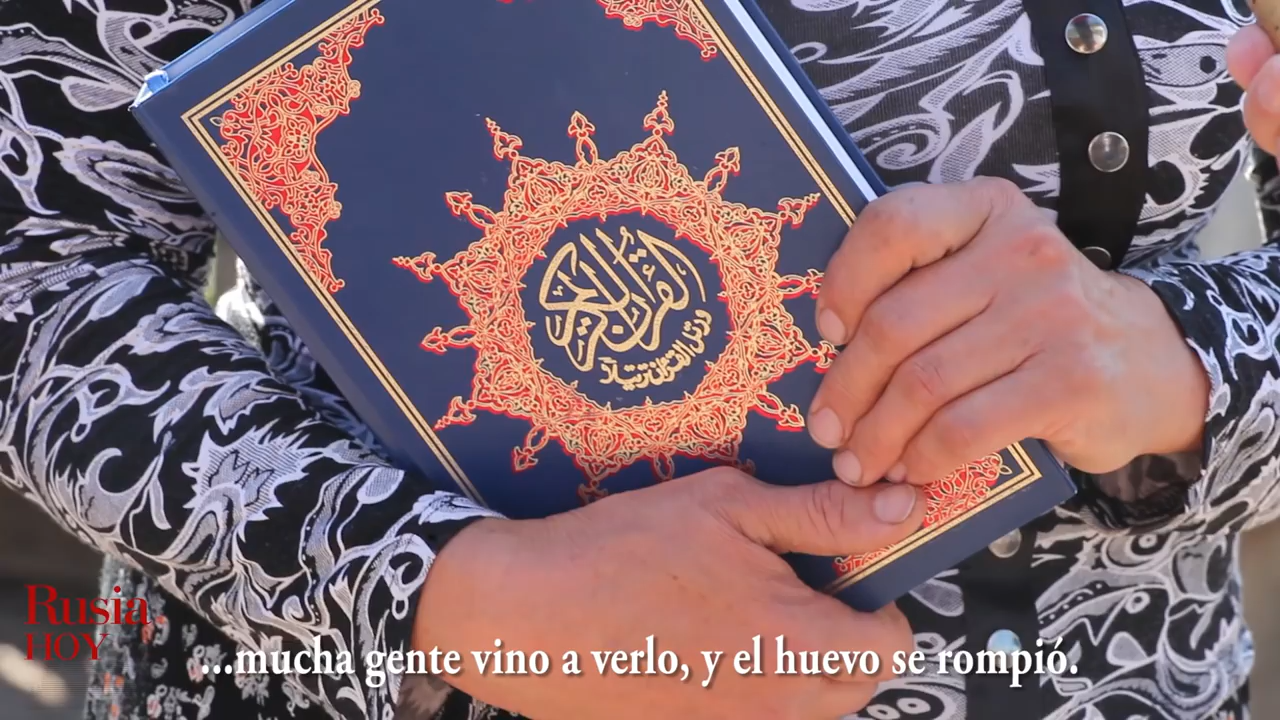 القرآن الكريم
ورتل القرآن ترتيلا
Rusia
HOY
...mucha gente vino a verlo, y el huevo se rompió.